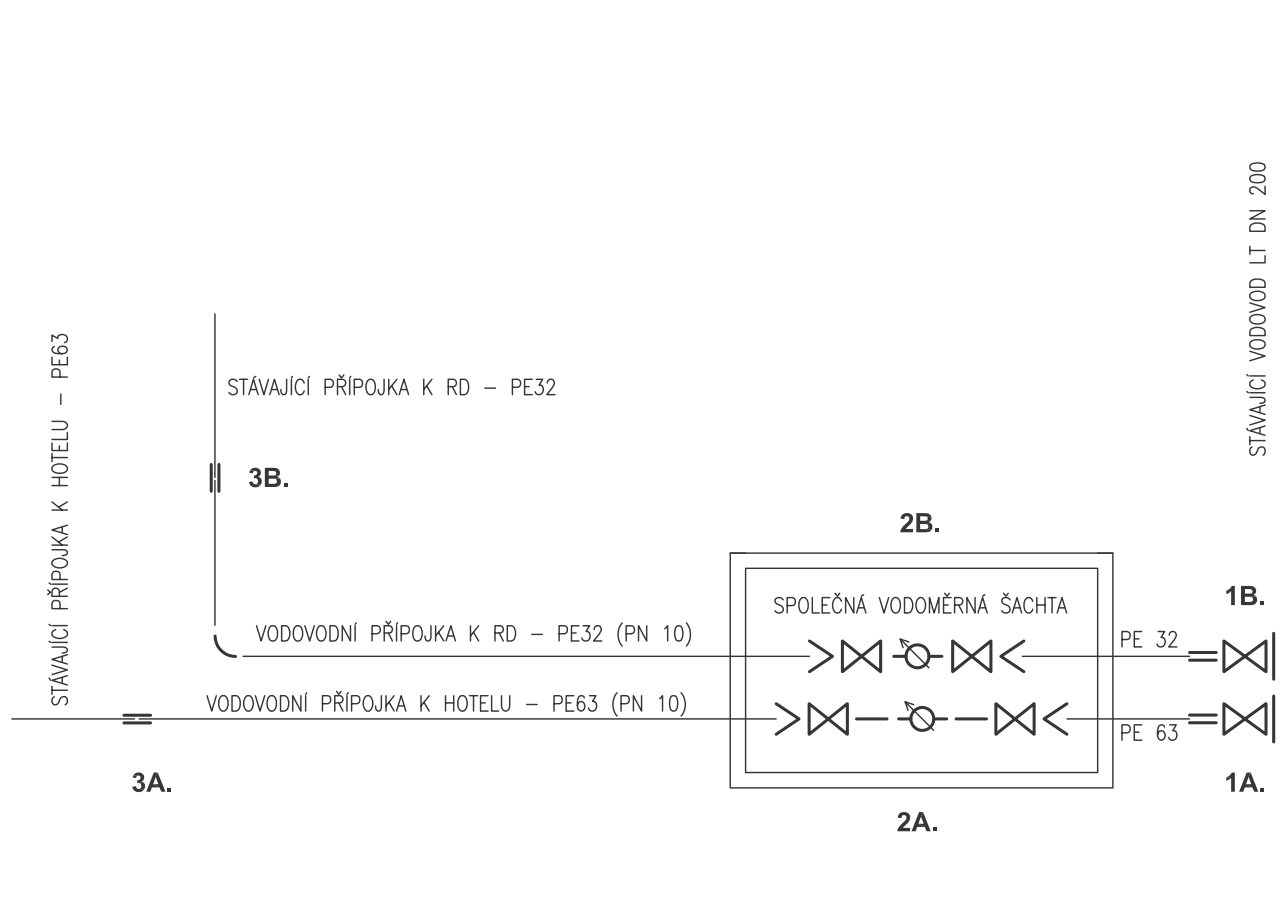 STÁVAJÍCÍ VODOVOD LT DN 200
STÁVAJÍCÍ PŘÍPOJKA K HOTELU – PE63
STÁVAJÍCÍ PŘÍPOJKA K RD – PE32
3B.
2B.
SPOLEČNÁ VODOMĚRNÁ ŠACHTA
1B.
VODOVODNÍ PŘÍPOJKA K RD – PE32 (PN 10)
PE 32
VODOVODNÍ PŘÍPOJKA K HOTELU – PE63 (PN 10)
PE 63
3A.
1A.
2A.